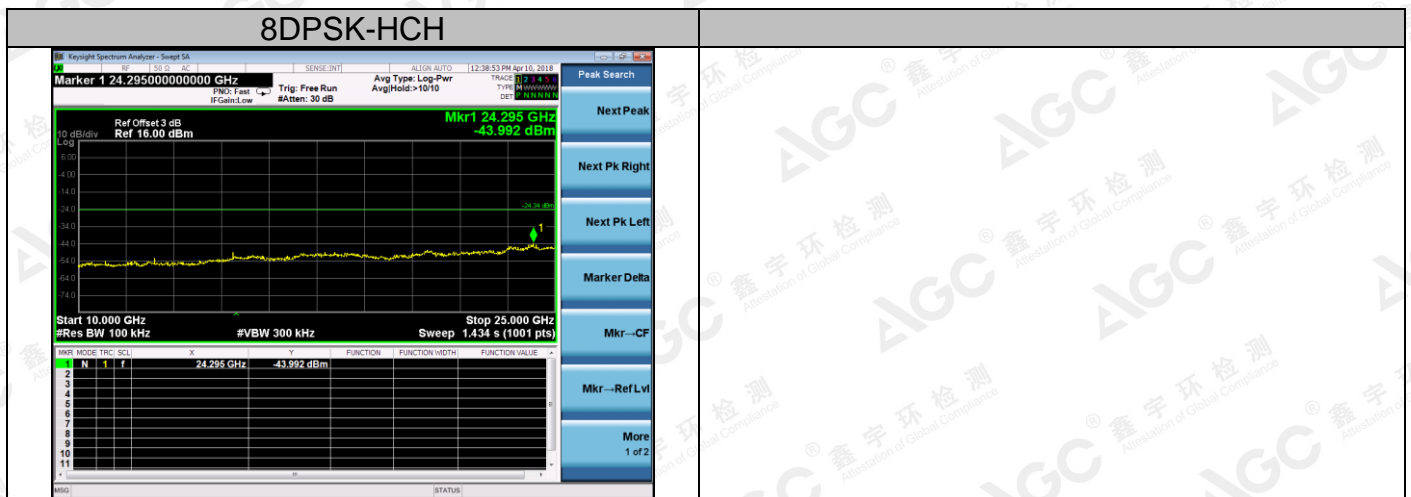 8DPSK-HCH
Keysight Spectrum Analyzer - Swept SA
RF 50 Ω AC SENSE:INT ALIGN AUTO 12:38:53 PM Apr 10, 2018
Marker 1 24.295000000000 GHz
PNO: Fast
IFGain:Low
Trig: Free Run
#Atten: 30 dB
Avg Type: Log-Pwr
Avg|Hold:>10/10
TRACE 1 2 3 4 5 6
TYPE M WWWWW
DET P NNNNN
Peak Search
Next Peak
Next Pk Right
Next Pk Left
Marker Delta
Mkr→CF
Mkr→Ref Lvl
More
1 of 2
Ref Offset 3 dB
10 dB/div Ref 16.00 dBm
Log
Mkr1 24.295 GHz
-43.992 dBm
6.00
-4.00
-14.0
-24.0
-34.0
-44.0
-54.0
-64.0
-74.0
-24.34 dBm
1
Start 10.000 GHz Stop 25.000 GHz
#Res BW 100 kHz #VBW 300 kHz Sweep 1.434 s (1001 pts)
MKR MODE TRC SCL X Y FUNCTION FUNCTION WIDTH FUNCTION VALUE
1 N 1 f 24.295 GHz -43.992 dBm
2
3
4
5
6
7
8
9
10
11
MSG STATUS
AGC
鑫宇环检测
Attestation of Global Compliance